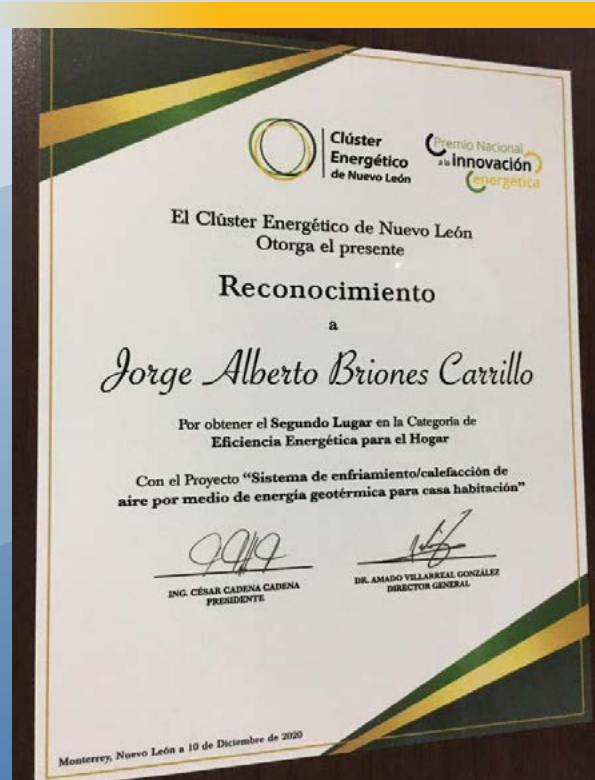 Clúster
Energético
de Nuevo León
Premio Nacional
a la innovación
energética
El Clúster Energético de Nuevo León
Otorga el presente
Reconocimiento
a
Jorge Alberto Briones Carrillo
Por obtener el Segundo Lugar en la Categoría de
Eficiencia Energética para el Hogar
Con el Proyecto “Sistema de enfriamiento/calefacción de
aire por medio de energía geotérmica para casa habitación”
ING. CÉSAR CADENA CADENA
PRESIDENTE
DR. AMADO VILLARREAL GONZÁLEZ
DIRECTOR GENERAL
Monterrey, Nuevo León a 10 de Diciembre de 2020